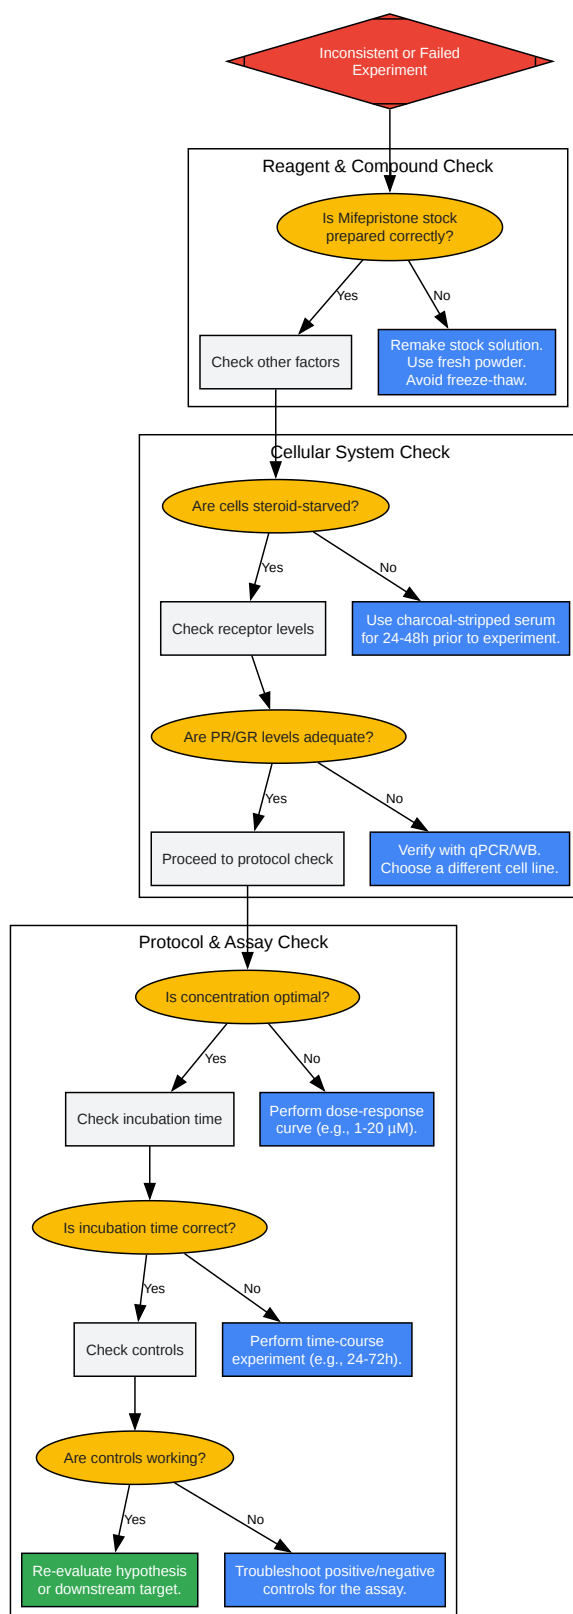 Inconsistent or Failed
Experiment
Reagent & Compound Check
Is Mifepristone stock
prepared correctly?
Yes
No
Check other factors
Remake stock solution.
Use fresh powder.
Avoid freeze-thaw.
Cellular System Check
Are cells steroid-starved?
Yes
No
Check receptor levels
Use charcoal-stripped serum
for 24-48h prior to experiment.
Are PR/GR levels adequate?
Yes
No
Proceed to protocol check
Verify with qPCR/WB.
Choose a different cell line.
Protocol & Assay Check
Is concentration optimal?
Yes
No
Check incubation time
Perform dose-response
curve (e.g., 1-20 µM).
Is incubation time correct?
Yes
No
Check controls
Perform time-course
experiment (e.g., 24-72h).
Are controls working?
Yes
No
Re-evaluate hypothesis
or downstream target.
Troubleshoot positive/negative
controls for the assay.